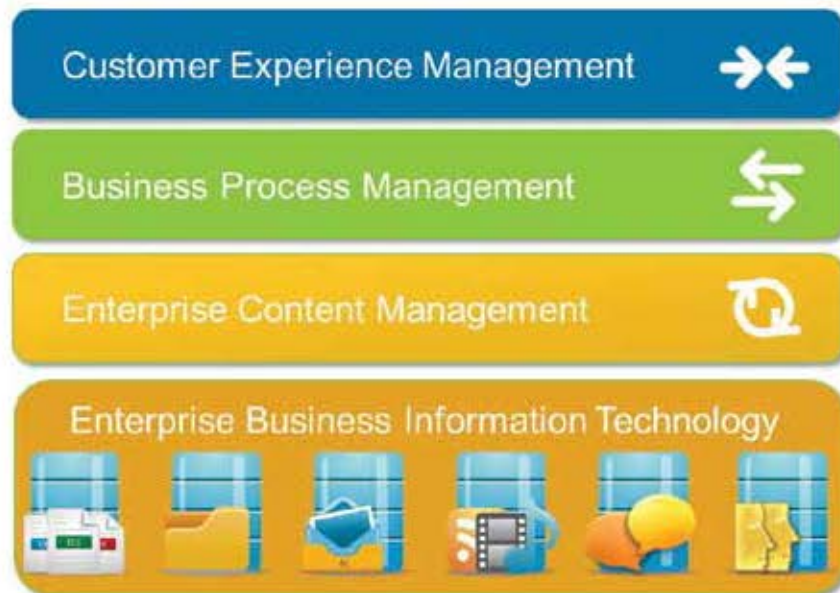 Customer Experience Management
Business Process Management
Enterprise Content Management
Enterprise Business Information Technology